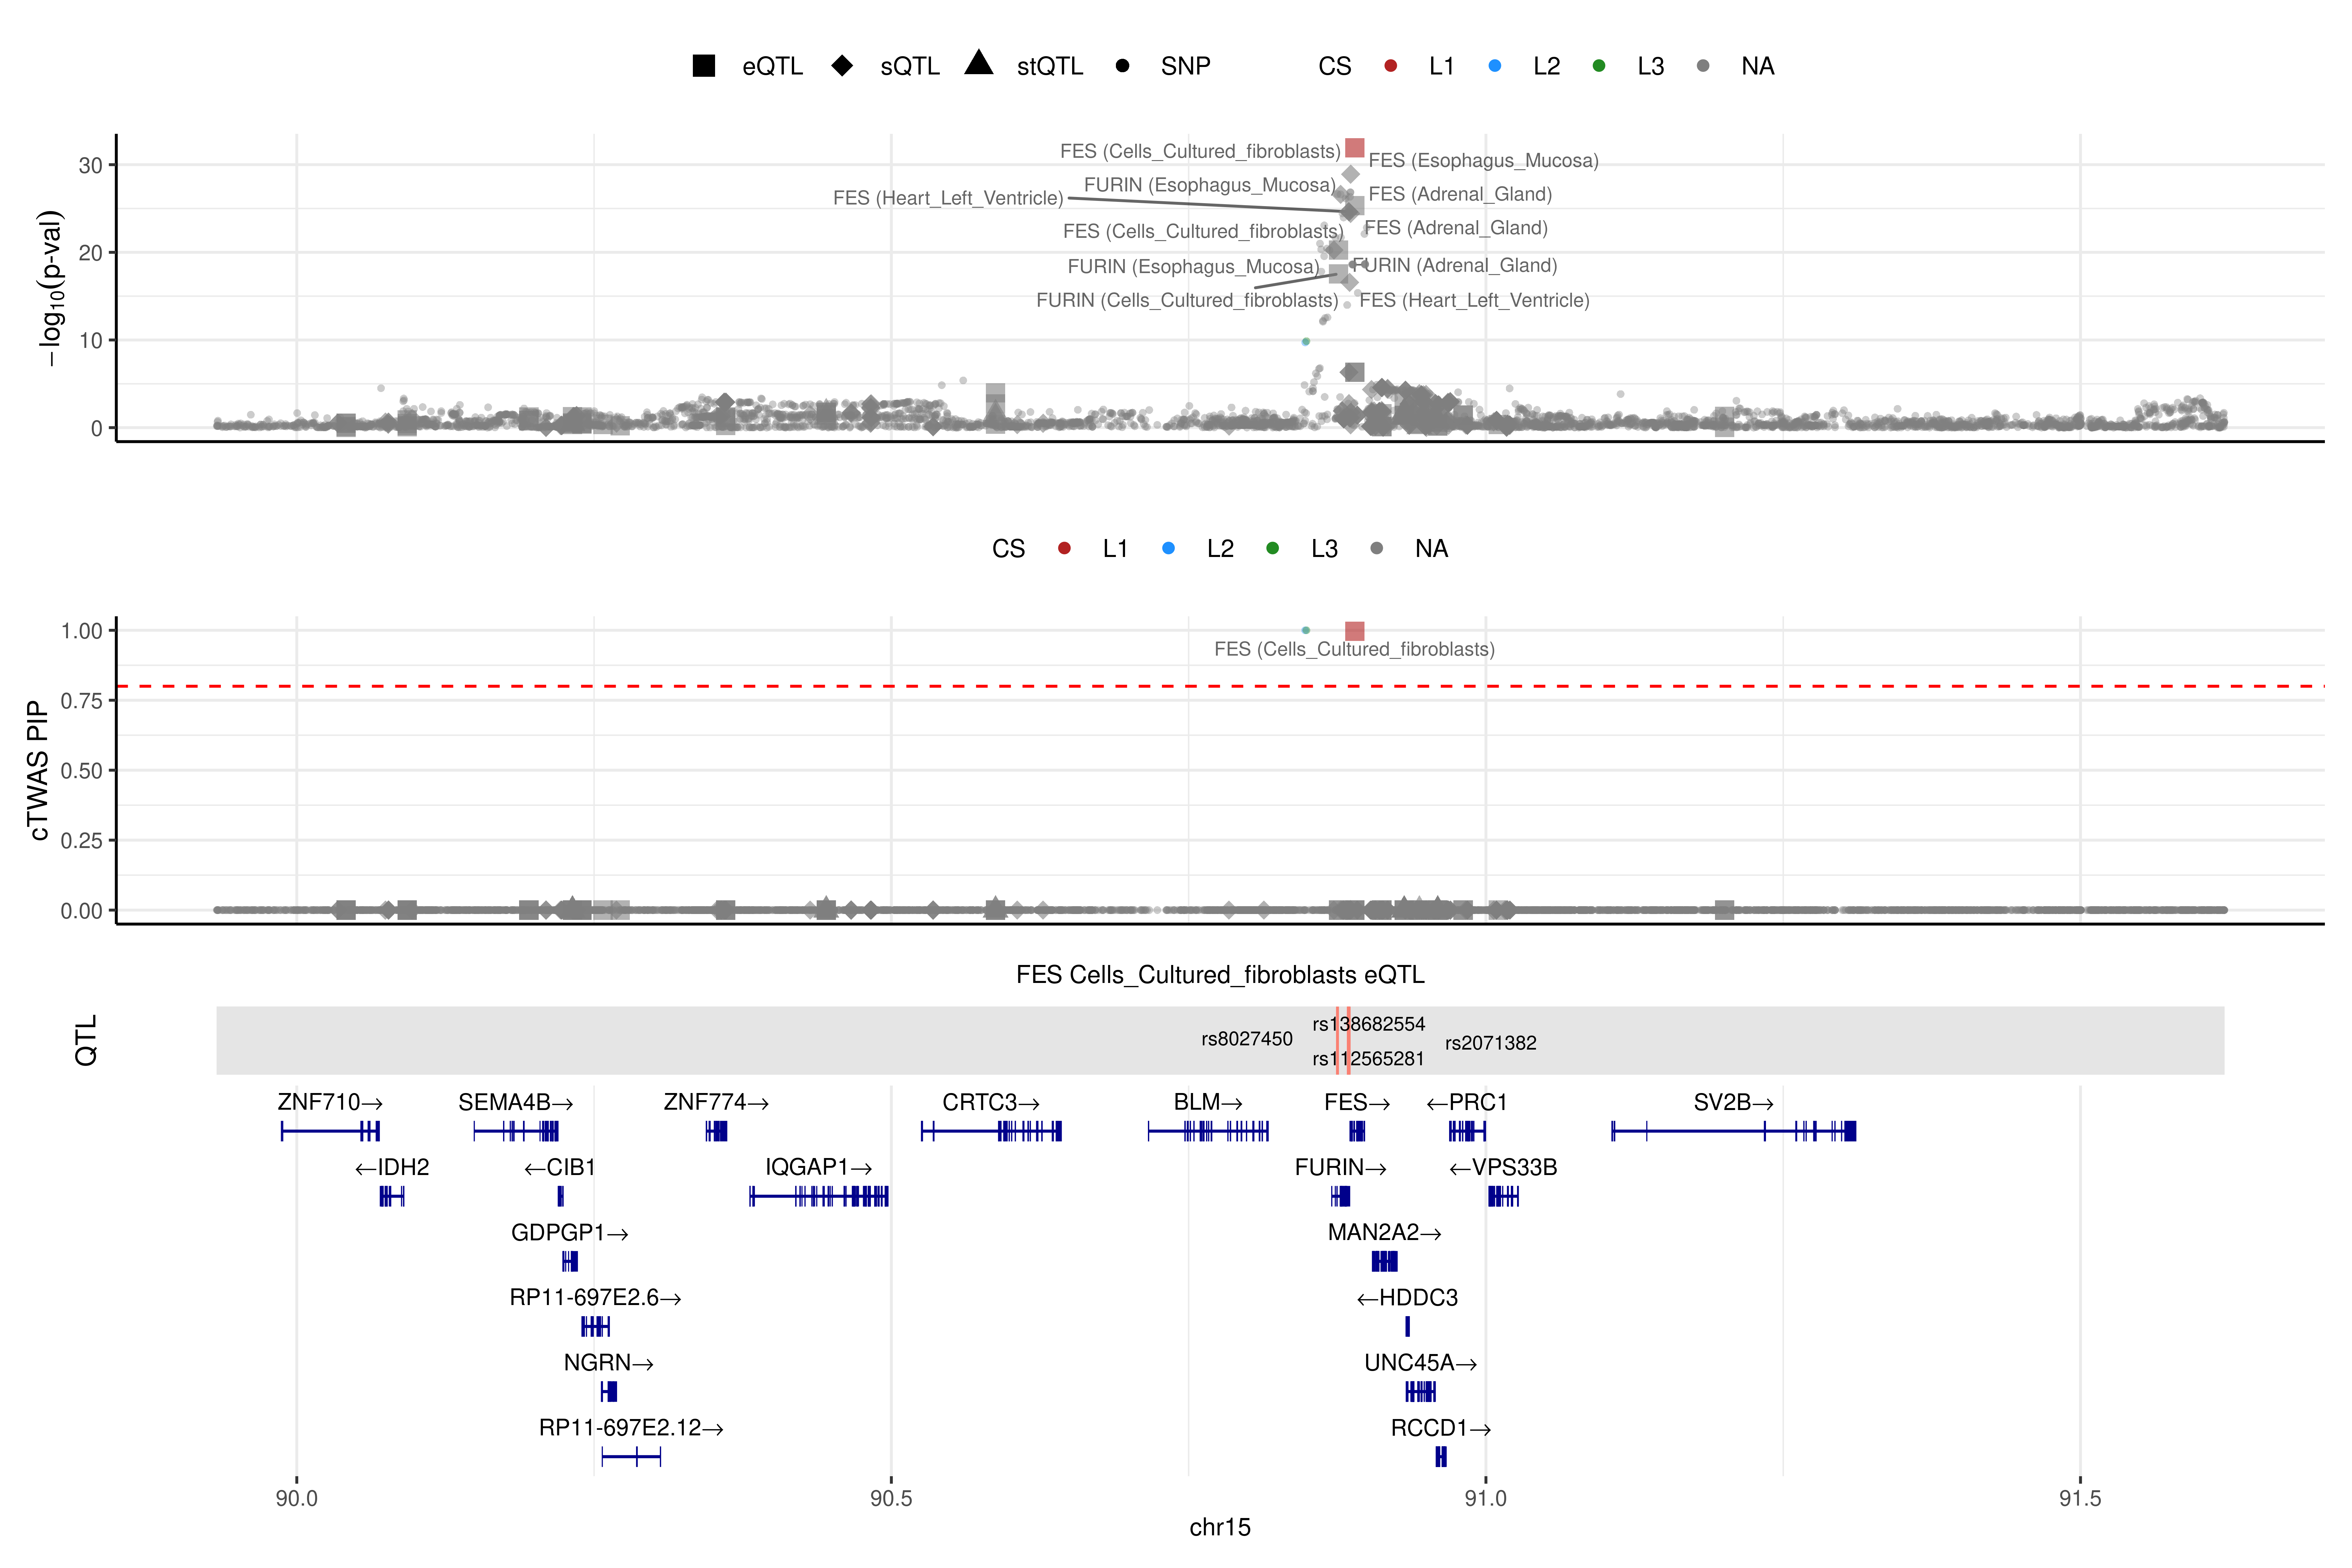 eQTL sQTL stQTL SNP CS L1 L2 L3 NA
−log10(p-val)
30
20
10
0
FES (Cells_Cultured_fibroblasts)
FES (Esophagus_Mucosa)
FURIN (Esophagus_Mucosa)
FES (Adrenal_Gland)
FES (Heart_Left_Ventricle)
FES (Cells_Cultured_fibroblasts)
FES (Adrenal_Gland)
FURIN (Esophagus_Mucosa)
FURIN (Adrenal_Gland)
FURIN (Cells_Cultured_fibroblasts)
FES (Heart_Left_Ventricle)
CS L1 L2 L3 NA
cTWAS PIP
1.00
0.75
0.50
0.25
0.00
FES (Cells_Cultured_fibroblasts)
FES Cells_Cultured_fibroblasts eQTL
QTL
rs138682554
rs8027450
rs2071382
rs112565281
ZNF710→ SEMA4B→ ZNF774→ CRTC3→ BLM→ FES→ ←PRC1 SV2B→
←IDH2 ←CIB1 IQGAP1→ FURIN→ ←VPS33B
GDPGP1→ MAN2A2→
RP11-697E2.6→ ←HDDC3
NGRN→ UNC45A→
RP11-697E2.12→ RCCD1→
90.0 90.5 91.0 91.5
chr15